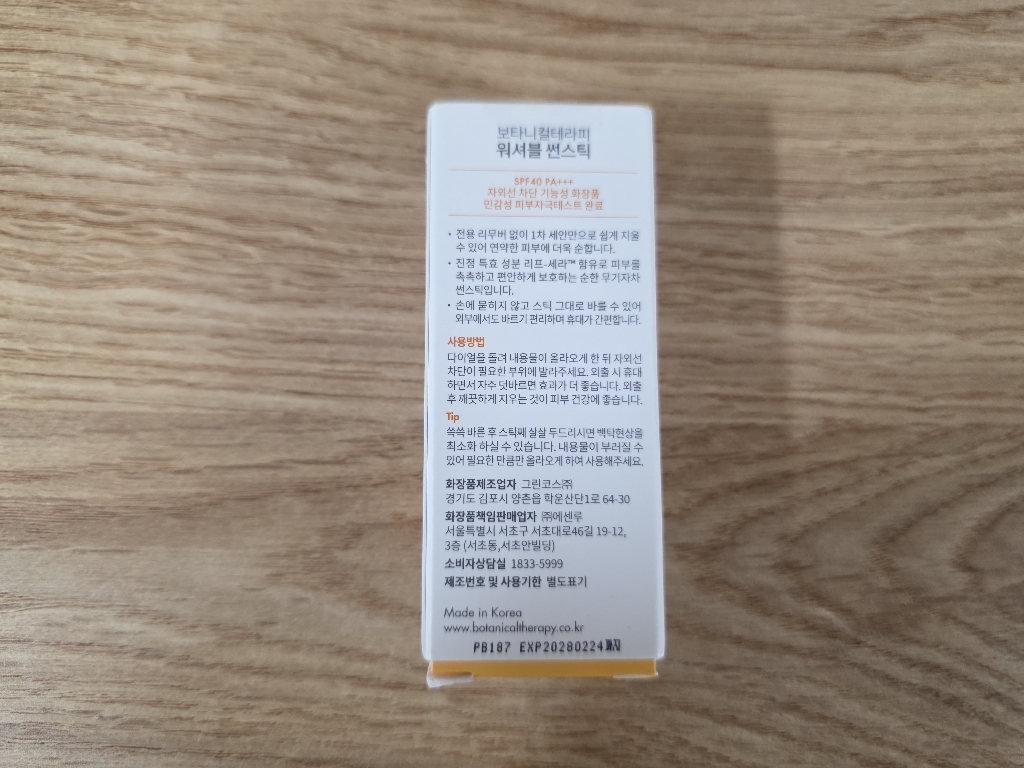 보타니컬테라피
워셔블 썬스틱
SPF40 PA+++
자외선 차단 기능성 화장품
민감성 피부자극테스트 완료
• 전용 리무버 없이 1차 세안만으로 쉽게 지울
수 있어 연약한 피부에 더욱 순합니다.
• 진정 특효 성분 리프-세라™ 함유로 피부를
촉촉하고 편안하게 보호하는 순한 무기자차
썬스틱입니다.
• 손에 묻히지 않고 스틱 그대로 바를 수 있어
외부에서도 바르기 편리하며 휴대가 간편합니다.
사용방법
다이얼을 돌려 내용물이 올라오게 한 뒤 자외선
차단이 필요한 부위에 발라주세요. 외출 시 휴대
하면서 자주 덧바르면 효과가 더 좋습니다. 외출
후 깨끗하게 지우는 것이 피부 건강에 좋습니다.
Tip
쓱쓱 바른 후 스틱째 살살 두드리시면 백탁현상을
최소화 하실 수 있습니다. 내용물이 부러질 수
있어 필요한 만큼만 올라오게 하여 사용해주세요.
화장품제조업자 그린코스㈜
경기도 김포시 양촌읍 학운산단1로 64-30
화장품책임판매업자 ㈜에센루
서울특별시 서초구 서초대로46길 19-12,
3층 (서초동,서초안빌딩)
소비자상담실 1833-5999
제조번호 및 사용기한 별도표기
Made in Korea
www.botanicaltherapy.co.kr
PB187 EXP20280224까지